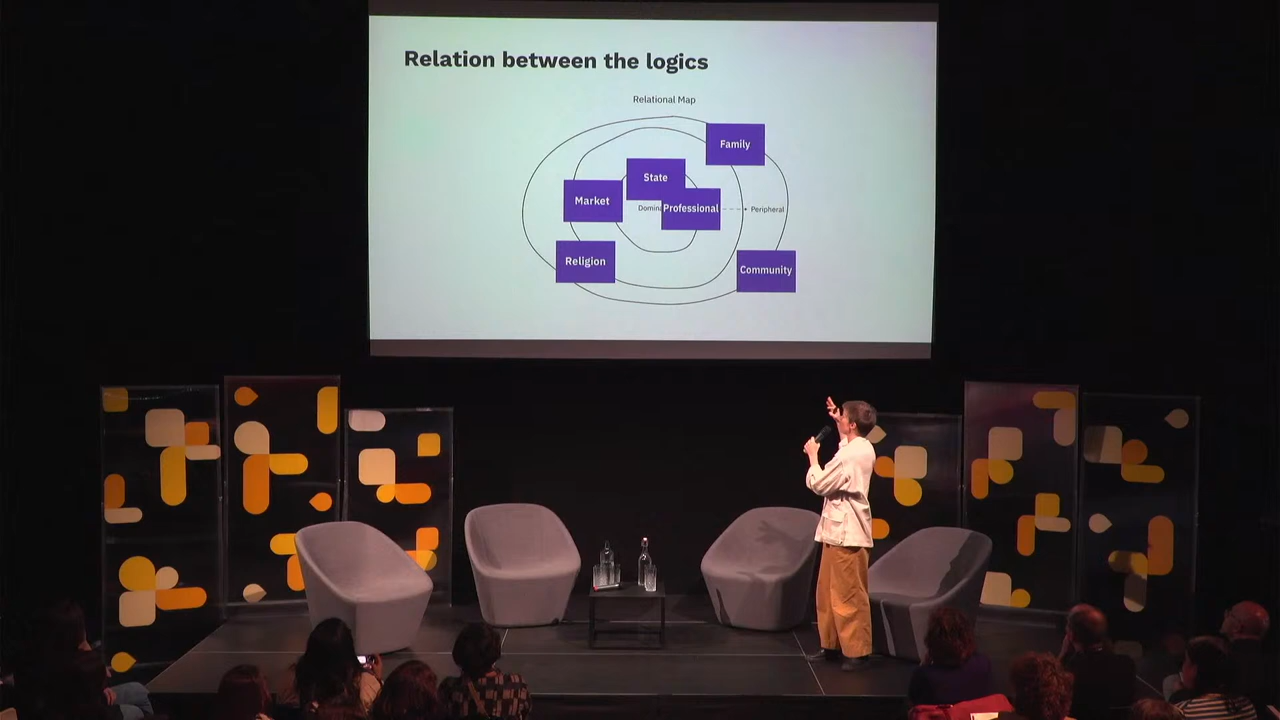 Relation between the logics
Relational Map
Family
State
Market
Professional
Peripheral
Religion
Community